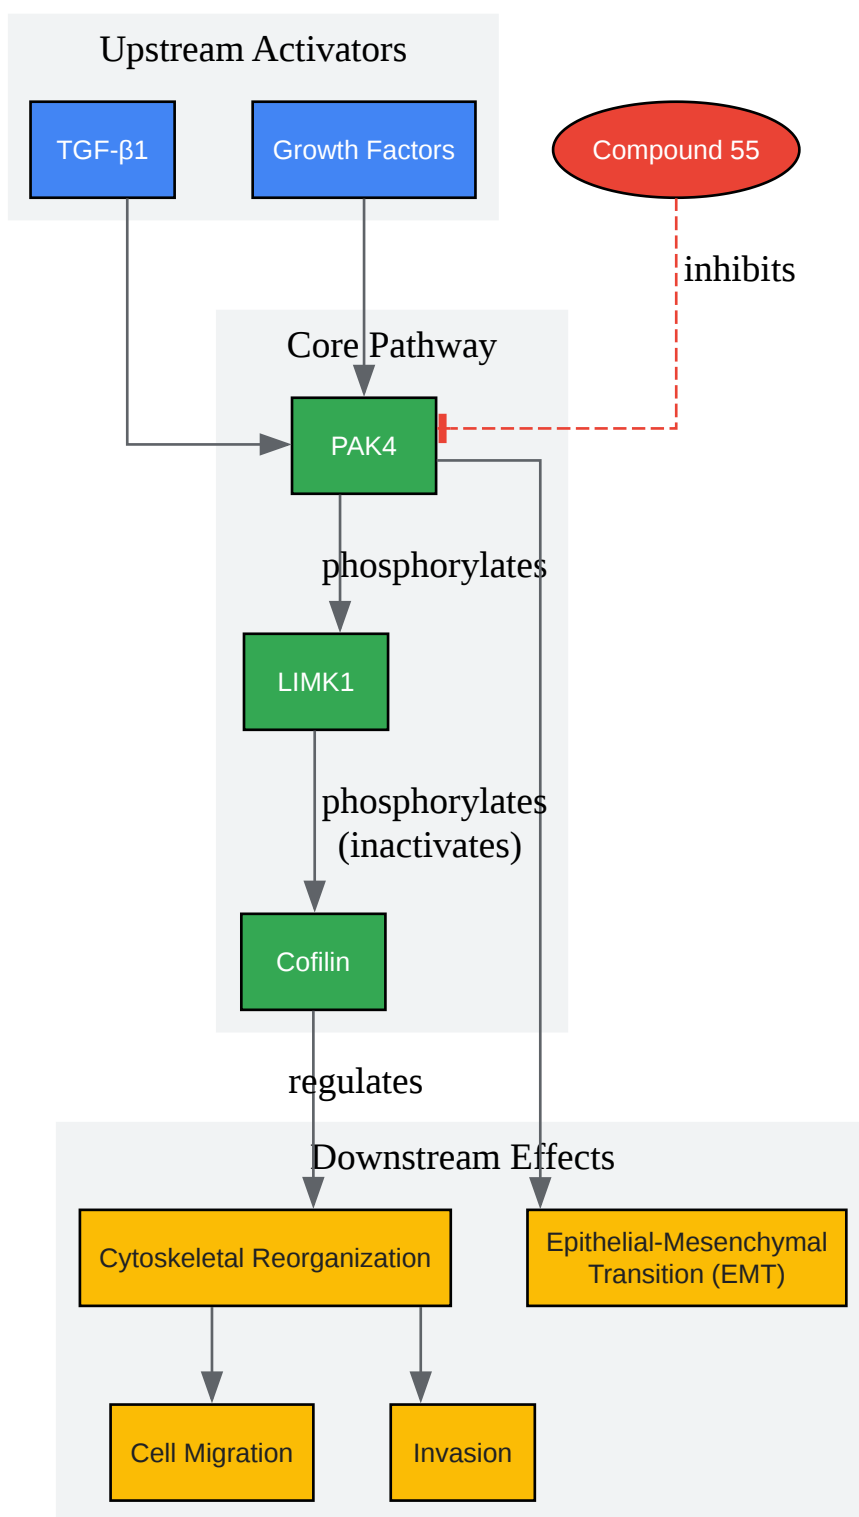 Upstream Activators
TGF-β1
Growth Factors
Compound 55
inhibits
Core Pathway
PAK4
phosphorylates
LIMK1
phosphorylates
(inactivates)
Cofilin
regulates
Downstream Effects
Cytoskeletal Reorganization
Epithelial-Mesenchymal
Transition (EMT)
Cell Migration
Invasion